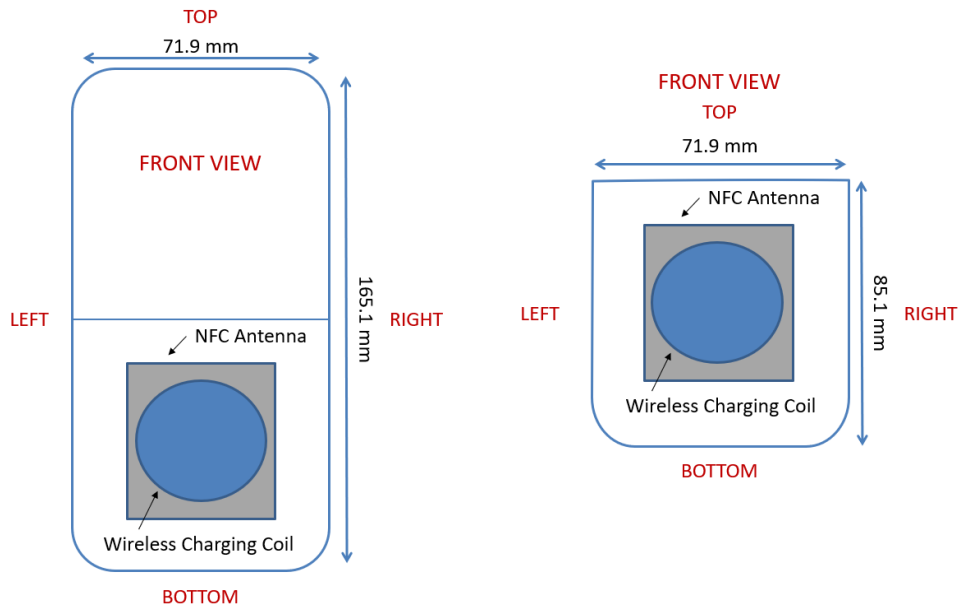 TOP
71.9 mm
FRONT VIEW
NFC Antenna
LEFT
RIGHT
165.1 mm
Wireless Charging Coil
BOTTOM
FRONT VIEW
TOP
71.9 mm
NFC Antenna
LEFT
RIGHT
85.1 mm
Wireless Charging Coil
BOTTOM